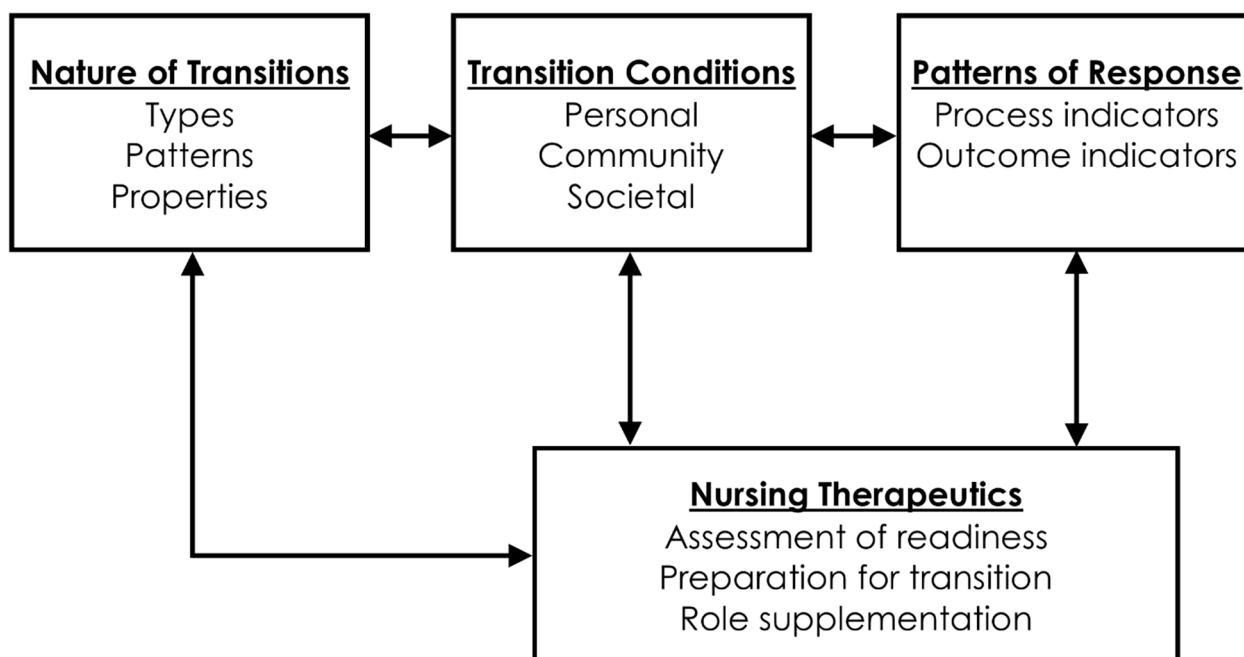 Nature of Transitions
Types
Patterns
Properties
Transition Conditions
Personal
Community
Societal
Patterns of Response
Process indicators
Outcome indicators
Nursing Therapeutics
Assessment of readiness
Preparation for transition
Role supplementation